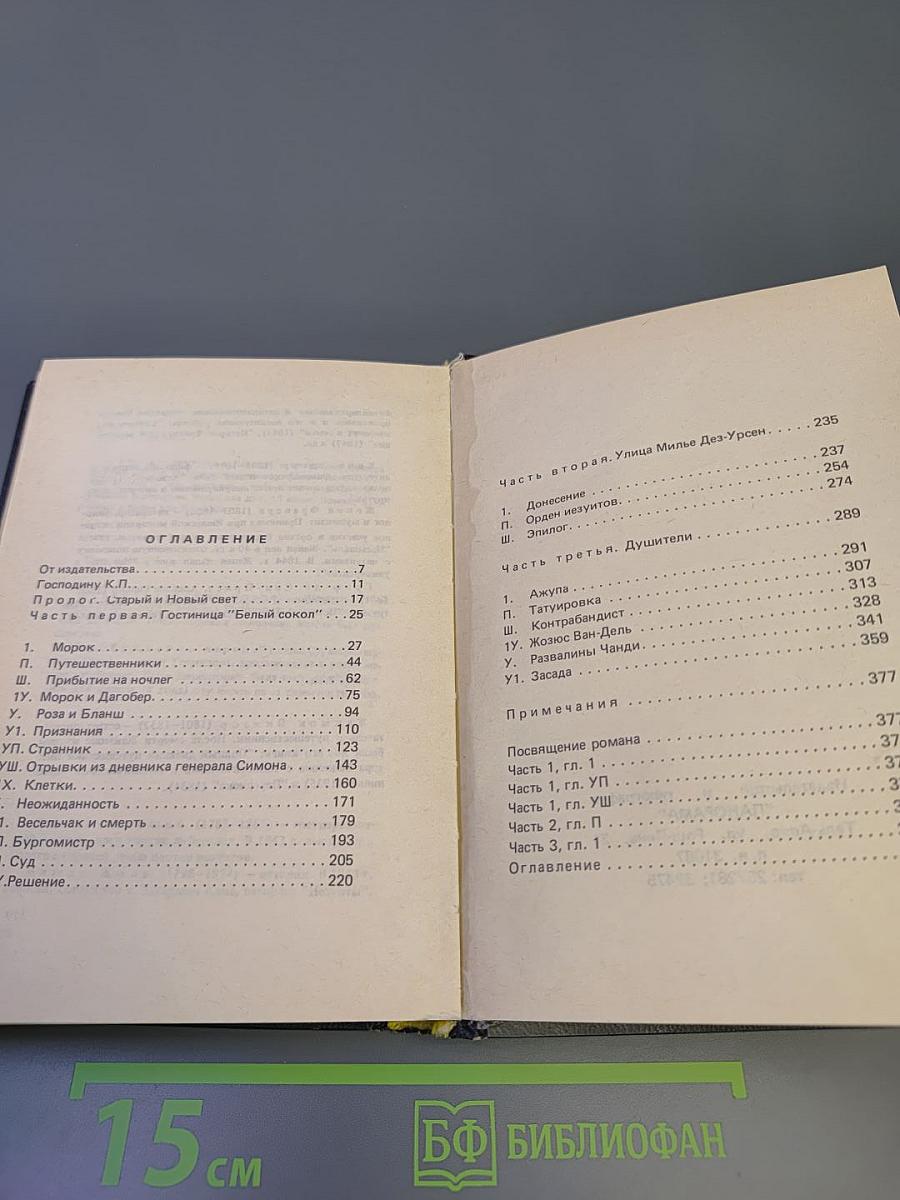 ОГЛАВЛЕНИЕ
От издательства. . . . . . . . . . . . . . . . . . . . . . . 7
Господину К.П. . . . . . . . . . . . . . . . . . . . . . . . 11
Пролог. Старый и Новый свет . . . . . . . . . . . . 17
Часть первая. Гостиница "Белый сокол" . . . 25
1. Морок . . . . . . . . . . . . . . . . . . . . . . . . . 27
П. Путешественники . . . . . . . . . . . . . . . . . . 44
Ш. Прибытие на ночлег . . . . . . . . . . . . . . . . 62
1У. Морок и Дагобер. . . . . . . . . . . . . . . . . . . 75
У. Роза и Бланш . . . . . . . . . . . . . . . . . . . . 94
У1. Признания . . . . . . . . . . . . . . . . . . . . . . 110
УП. Странник . . . . . . . . . . . . . . . . . . . . . . . 123
УШ. Отрывки из дневника генерала Симона . . . . 143
Х. Клетки. . . . . . . . . . . . . . . . . . . . . . . . . 160
Неожиданность . . . . . . . . . . . . . . . . . . . . 171
1. Весельчак и смерть . . . . . . . . . . . . . . . . . 179
П. Бургомистр . . . . . . . . . . . . . . . . . . . . . . 193
Суд . . . . . . . . . . . . . . . . . . . . . . . . . . . 205
У.Решение. . . . . . . . . . . . . . . . . . . . . . . . . 220
Часть вторая. Улица Милье Дез-Урсен. . . . . 235
1. Донесение . . . . . . . . . . . . . . . . . . . . . . . 237
П. Орден иезуитов. . . . . . . . . . . . . . . . . . . . 254
Ш. Эпилог. . . . . . . . . . . . . . . . . . . . . . . . . 274
Часть третья. Душители . . . . . . . . . . . . . . 289
1. Ажупа . . . . . . . . . . . . . . . . . . . . . . . . . . 291
П. Татуировка . . . . . . . . . . . . . . . . . . . . . . 307
Ш. Контрабандист . . . . . . . . . . . . . . . . . . . . 313
1У. Жозюс Ван-Дель . . . . . . . . . . . . . . . . . . . 328
У. Развалины Чанди . . . . . . . . . . . . . . . . . . . 341
У1. Засада . . . . . . . . . . . . . . . . . . . . . . . . . 359
Примечания . . . . . . . . . . . . . . . . . . . . . . 377
Посвящение романа . . . . . . . . . . . . . . . . . . 377
Часть 1, гл. 1 . . . . . . . . . . . . . . . . . . . . . . 37
Часть 1, гл. УП . . . . . . . . . . . . . . . . . . . . . 37
Часть 1, гл. УШ . . . . . . . . . . . . . . . . . . . . . 3
Часть 2, гл. П . . . . . . . . . . . . . . . . . . . . . . 3
Часть 3, гл. 1 . . . . . . . . . . . . . . . . . . . . . .
Оглавление . . . . . . . . . . . . . . . . . . . . . . .
15 см
БФ БИБЛИОФАН